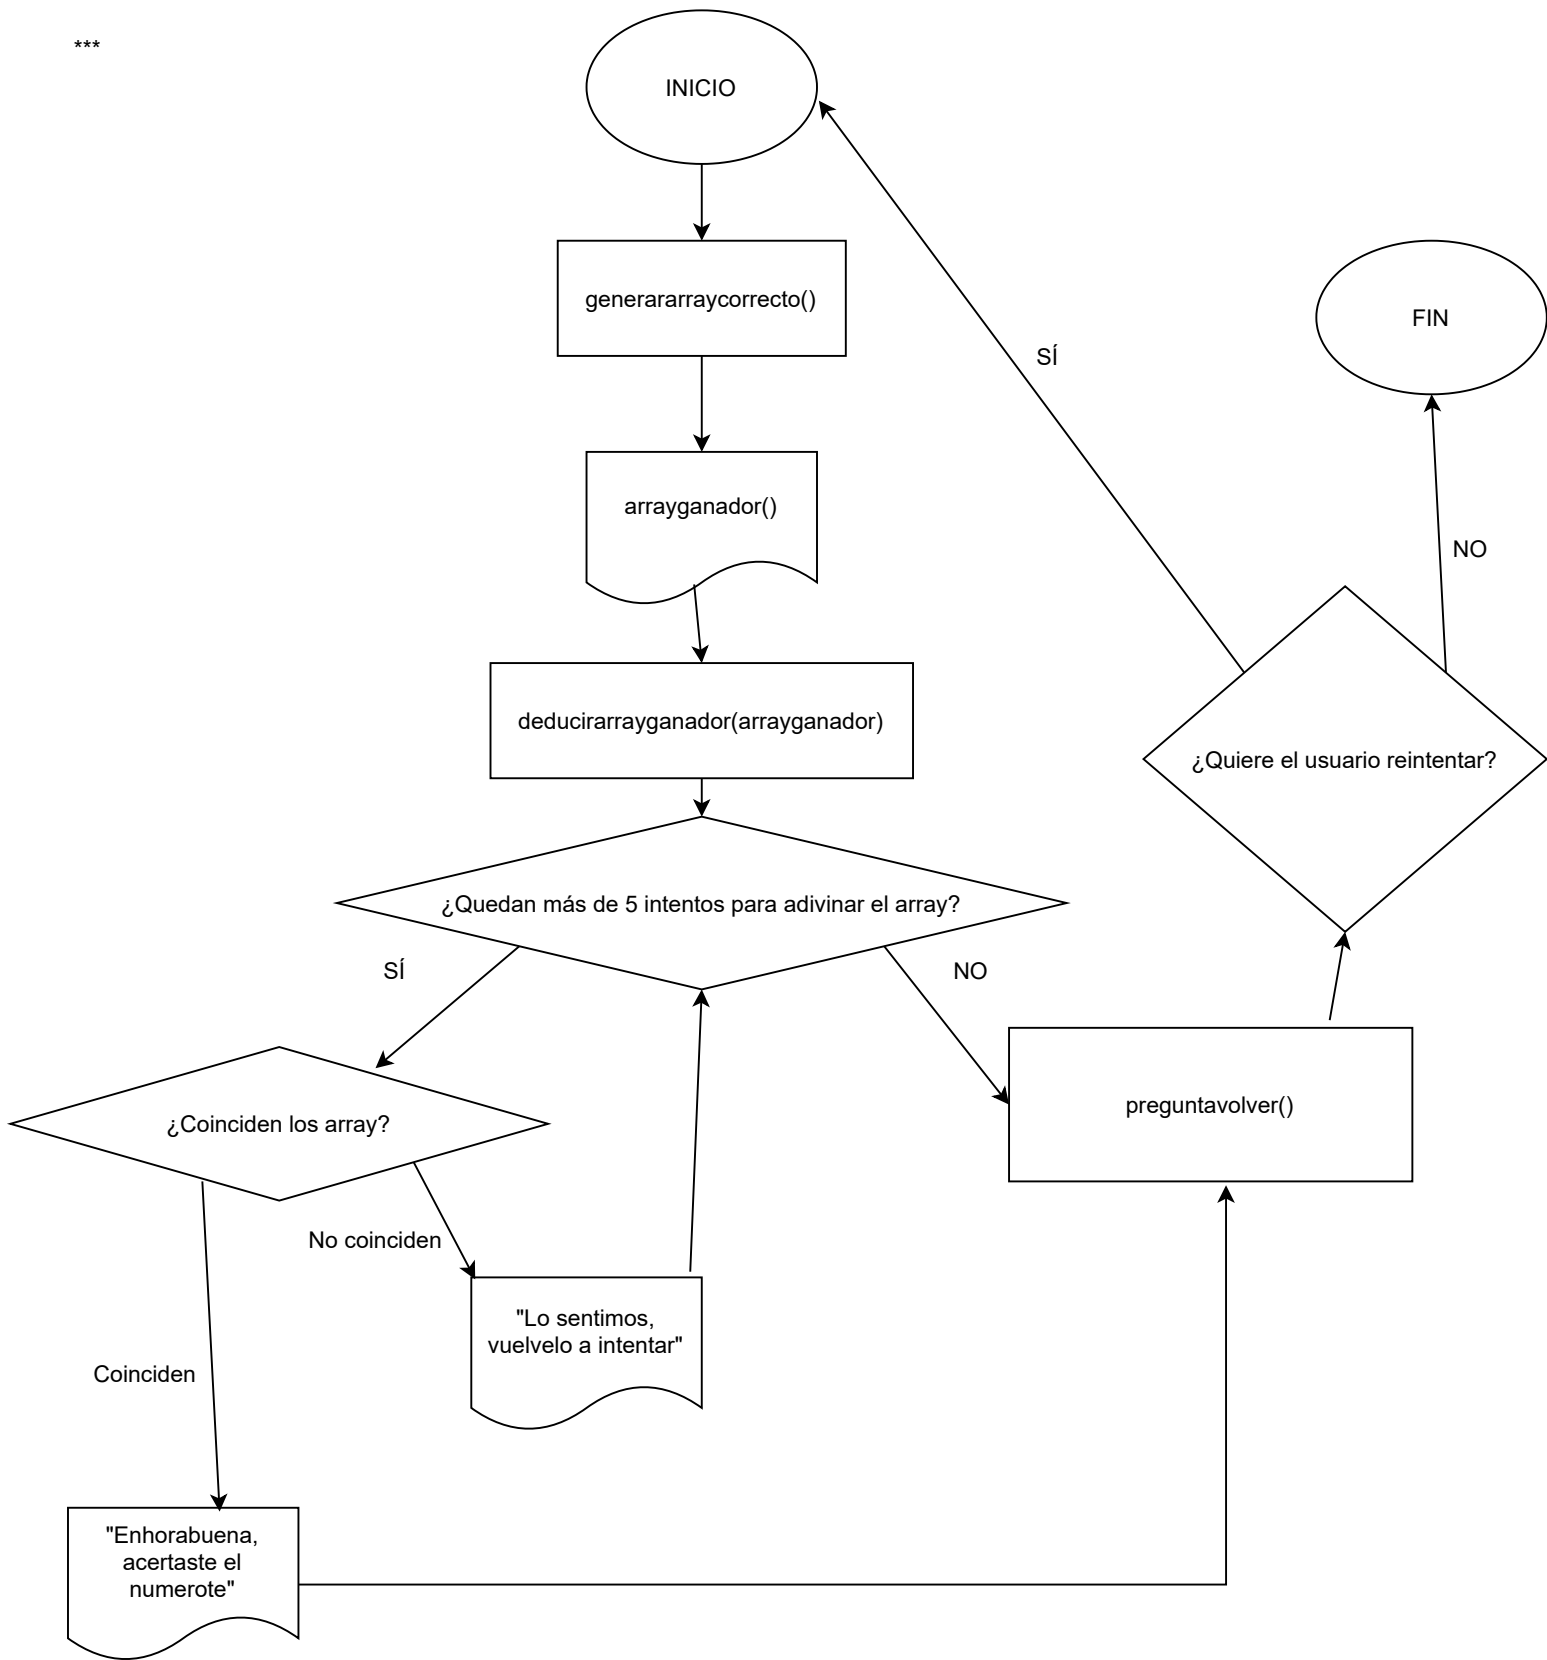 ***
INICIO
generararraycorrecto()
FIN
SÍ
arrayganador()
NO
deducirarrayganador(arrayganador)
¿Quiere el usuario reintentar?
¿Quedan más de 5 intentos para adivinar el array?
SÍ
NO
¿Coinciden los array?
preguntavolver()
No coinciden
"Lo sentimos,
vuelvelo a intentar"
Coinciden
"Enhorabuena,
acertaste el
numerote"